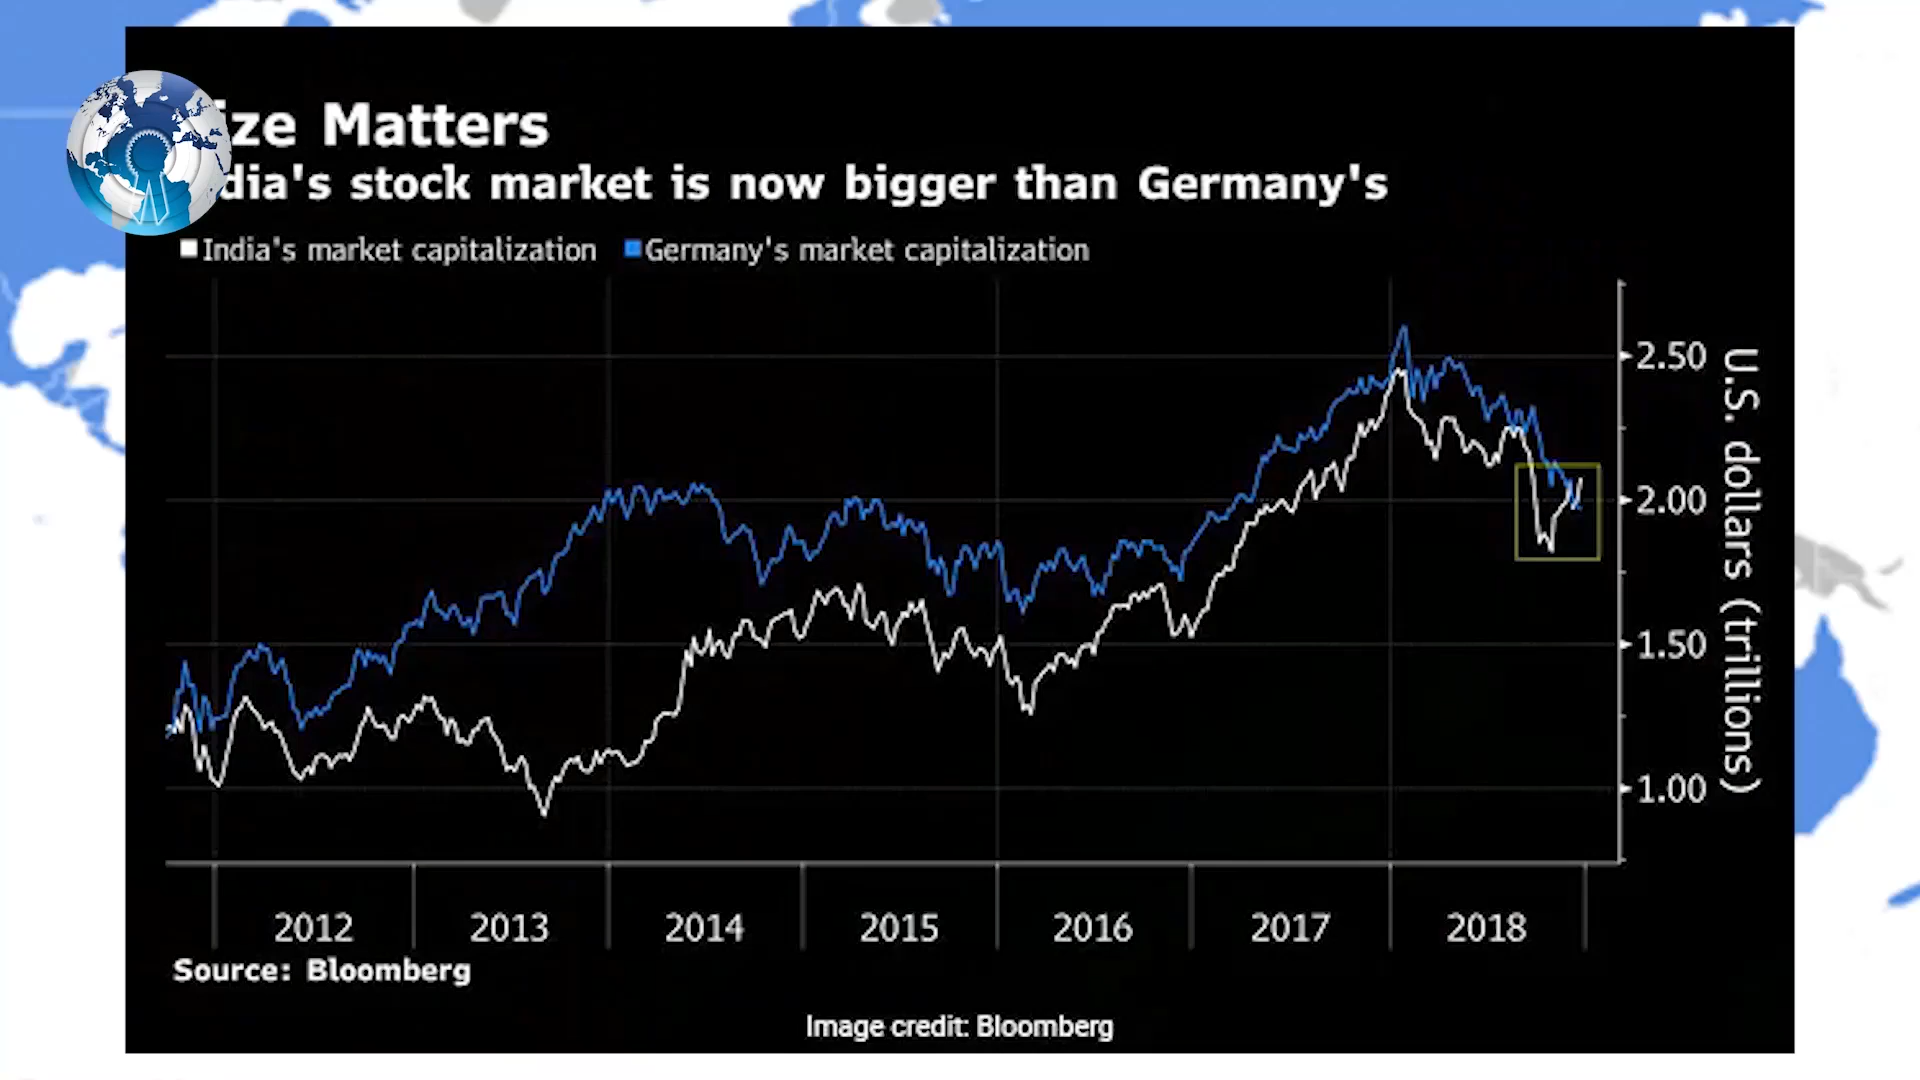 ize Matters
dia's stock market is now bigger than Germany's
India's market capitalization Germany's market capitalization
2.50
2.00
1.50
1.00
U.S. dollars (trillions)
2012 2013 2014 2015 2016 2017 2018
Source: Bloomberg
Image credit: Bloomberg